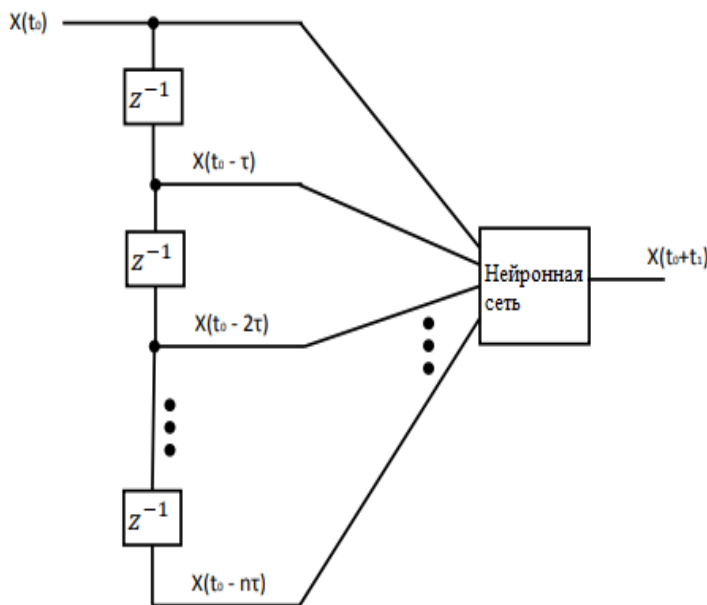 X(t₀)
z⁻¹
X(t₀ - τ)
z⁻¹
X(t₀ - 2τ)
Нейронная
сеть
X(t₀+t₁)
z⁻¹
X(t₀ - nτ)